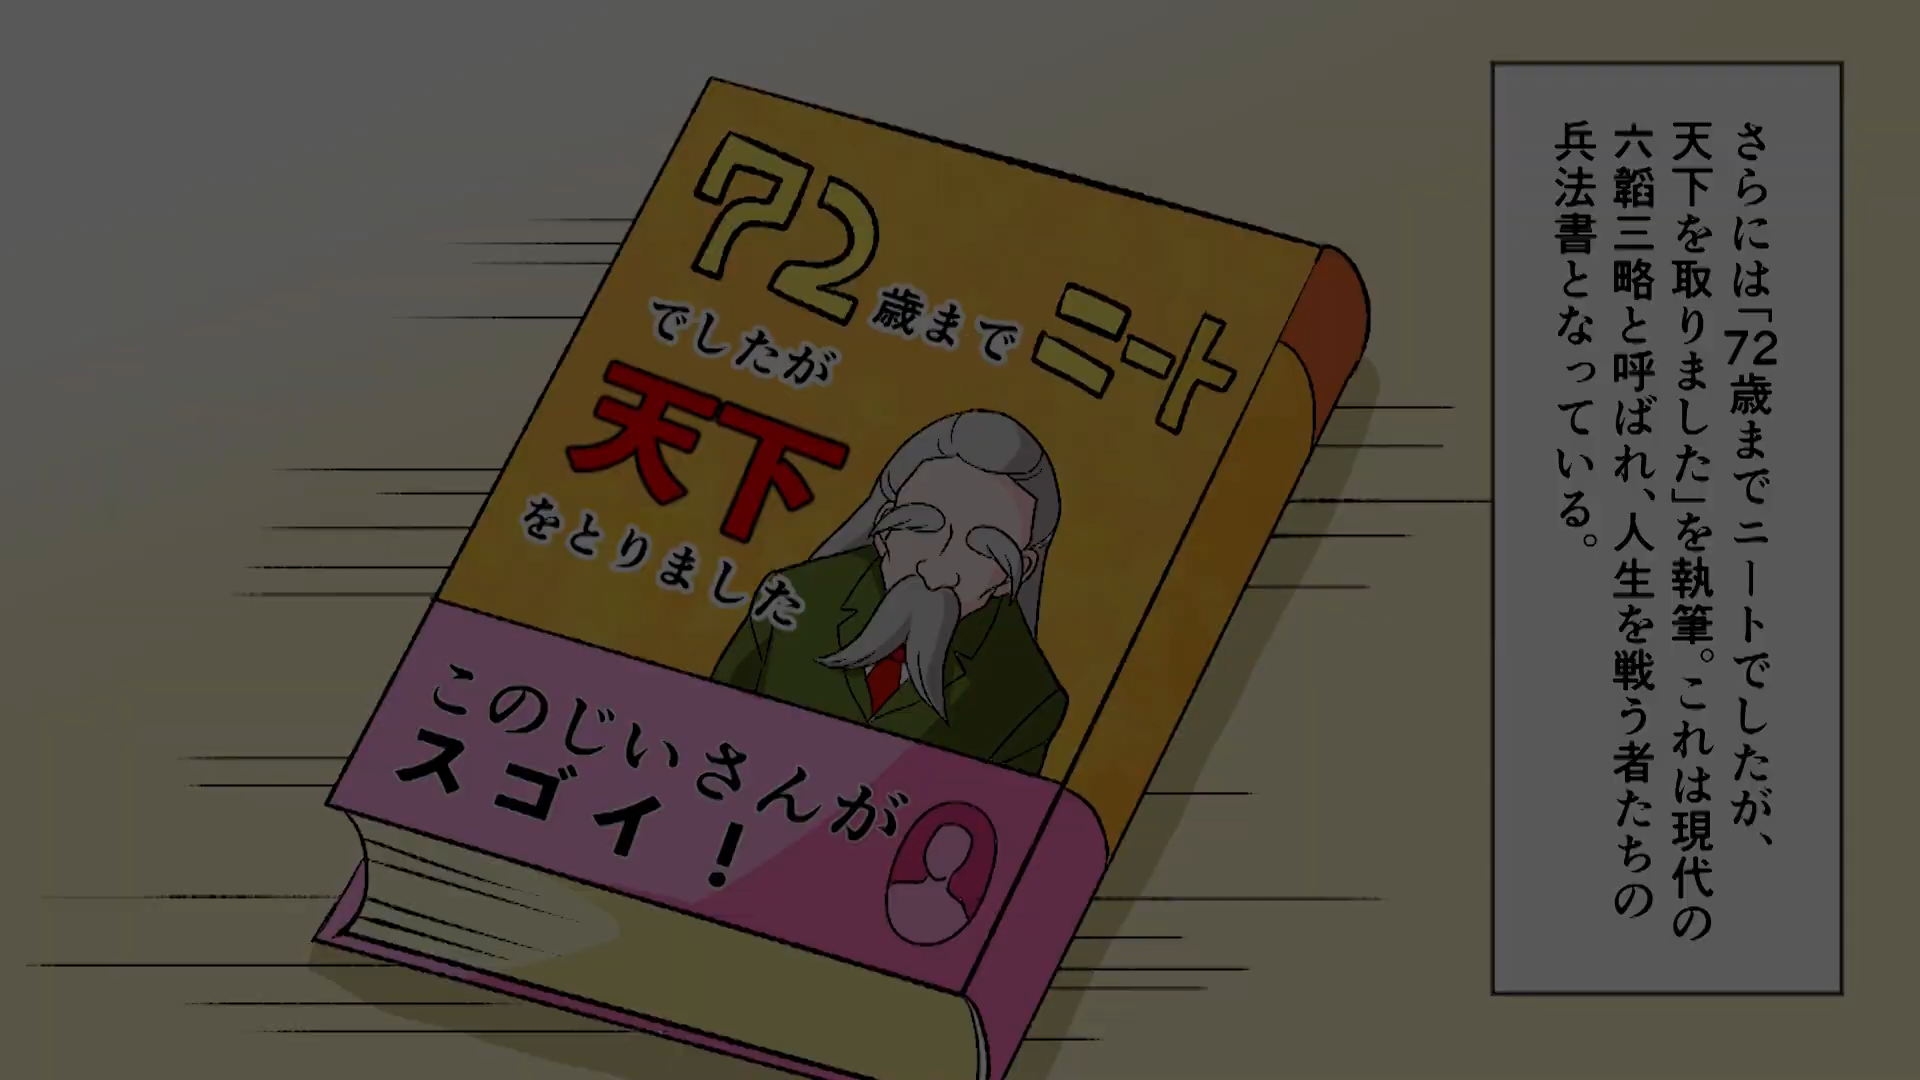 さらには「72歳までニートでしたが、
天下を取りました」を執筆。これは現代の
六韜三略と呼ばれ、人生を戦う者たちの
兵法書となっている。
72歳までニート
でしたが
天下
をとりました
このじいさんが
スゴイ！